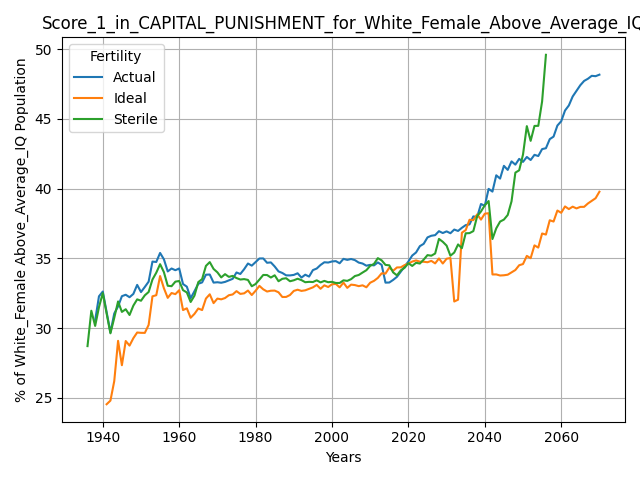 Score_1_in_CAPITAL_PUNISHMENT_for_White_Female_Above_Average_IQ
Fertility
Actual
Ideal
Sterile
% of White_Female Above_Average_IQ Population
50
45
40
35
30
25
1940
1960
1980
2000
2020
2040
2060
Years